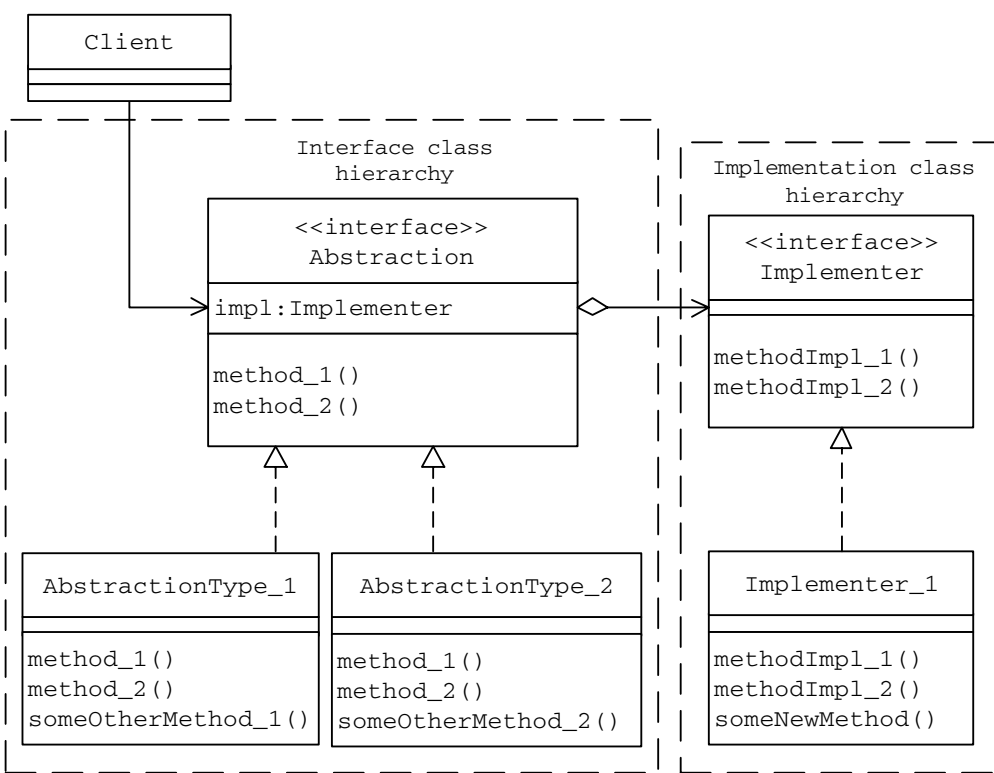 Client
Interface class
hierarchy
<<interface>>
Abstraction
impl:Implementer
method_1()
method_2()
Implementation class
hierarchy
<<interface>>
Implementer
methodImpl_1()
methodImpl_2()
AbstractionType_1
method_1()
method_2()
someOtherMethod_1()
AbstractionType_2
method_1()
method_2()
someOtherMethod_2()
Implementer_1
methodImpl_1()
methodImpl_2()
someNewMethod()